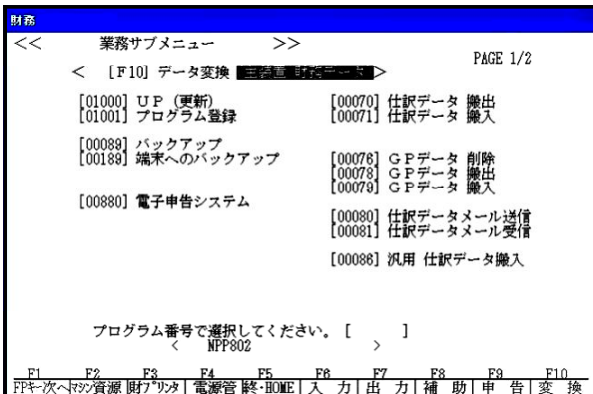 財務
<< 業務サブメニュー >>
PAGE 1/2
< [F10] データ変換 主装置 財務データ >
[01000] UP (更新) [00070] 仕訳データ 搬出
[01001] プログラム登録 [00071] 仕訳データ 搬入
[00089] バックアップ
[00189] 端末へのバックアップ [00076] GPデータ 削除
[00078] GPデータ 搬出
[00079] GPデータ 搬入
[00880] 電子申告システム
[00080] 仕訳データメール送信
[00081] 仕訳データメール受信
[00086] 汎用 仕訳データ搬入
プログラム番号で選択してください。 [ ]
< NPP802 >
F1 F2 F3 F4 F5 F6 F7 F8 F9 F10
FPキー次へ マシン資源 財プリンタ 電源管 終・HOME 入 力 出 力 補 助 申 告 変 換